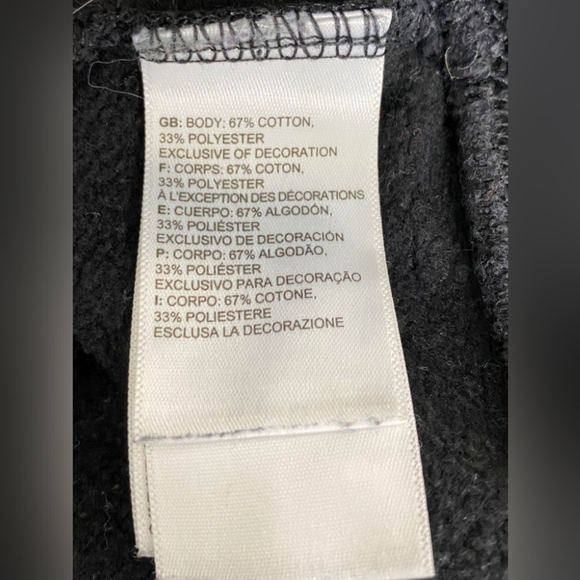 GB: BODY: 67% COTTON,
33% POLYESTER
EXCLUSIVE OF DECORATION
F: CORPS: 67% COTON,
33% POLYESTER
À L'EXCEPTION DES DÉCORATIONS
E: CUERPO: 67% ALGODÓN,
33% POLIÉSTER
EXCLUSIVO DE DECORACIÓN
P: CORPO: 67% ALGODÃO,
33% POLIÉSTER
EXCLUSIVO PARA DECORAÇÃO
I: CORPO: 67% COTONE,
33% POLIESTERE
ESCLUSA LA DECORAZIONE